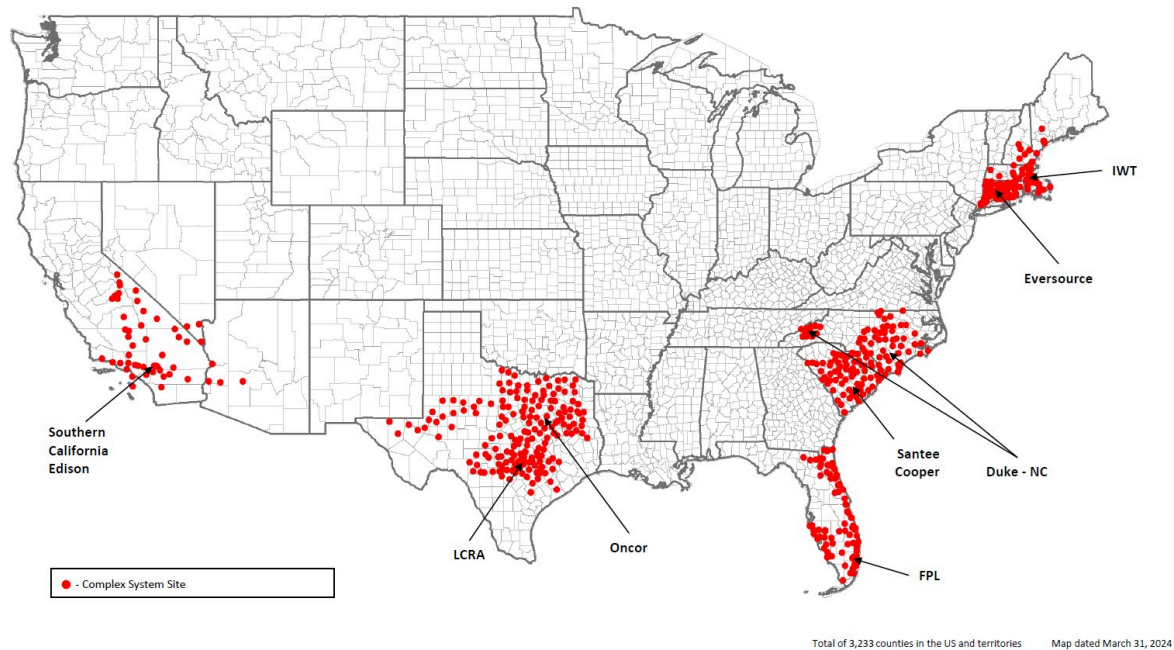 IWT
Eversource
Southern
California
Edison
Santee
Cooper
Duke - NC
LCRA
Oncor
FPL
- Complex System Site
Total of 3,233 counties in the US and territories
Map dated March 31, 2024